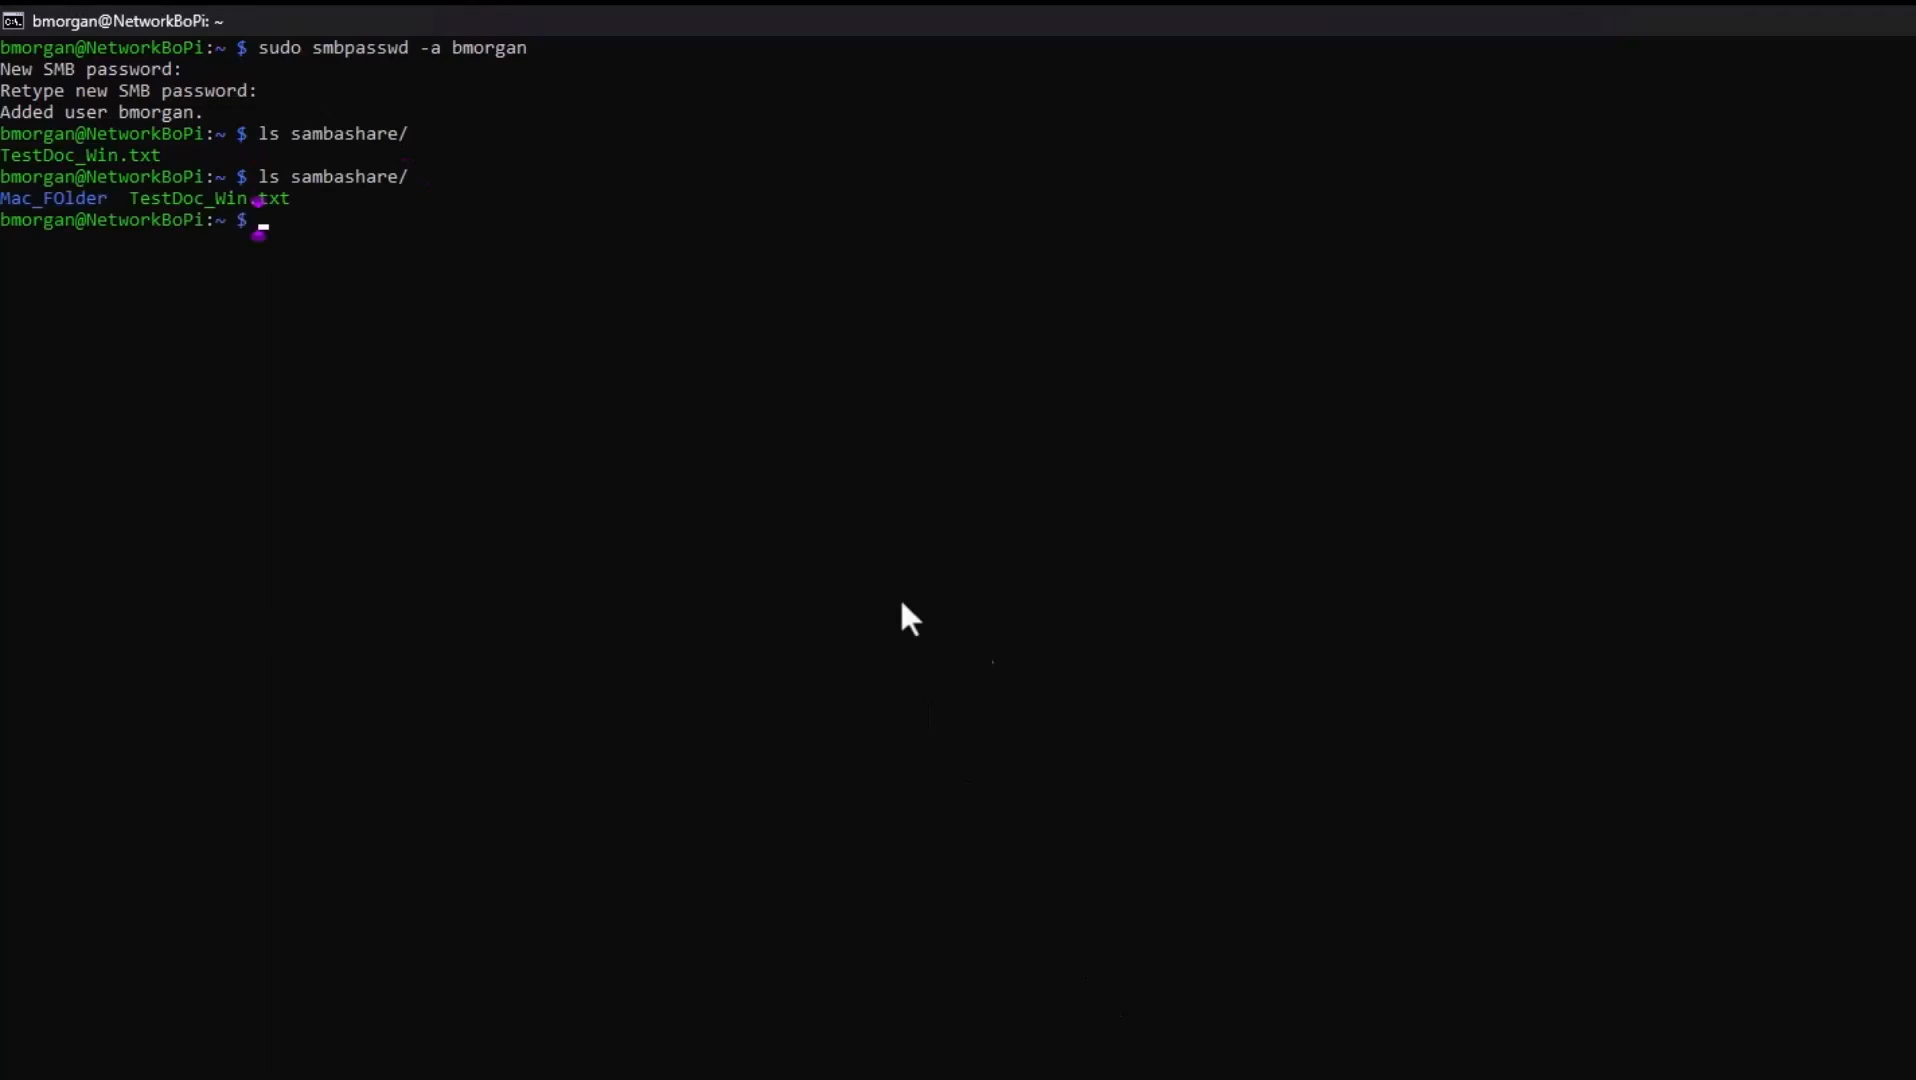 bmorgan@NetworkBoPi: ~
bmorgan@NetworkBoPi:~ $ sudo smbpasswd -a bmorgan
New SMB password:
Retype new SMB password:
Added user bmorgan.
bmorgan@NetworkBoPi:~ $ ls sambashare/
TestDoc_Win.txt
bmorgan@NetworkBoPi:~ $ ls sambashare/
Mac_FOlder  TestDoc_Win.txt
bmorgan@NetworkBoPi:~ $